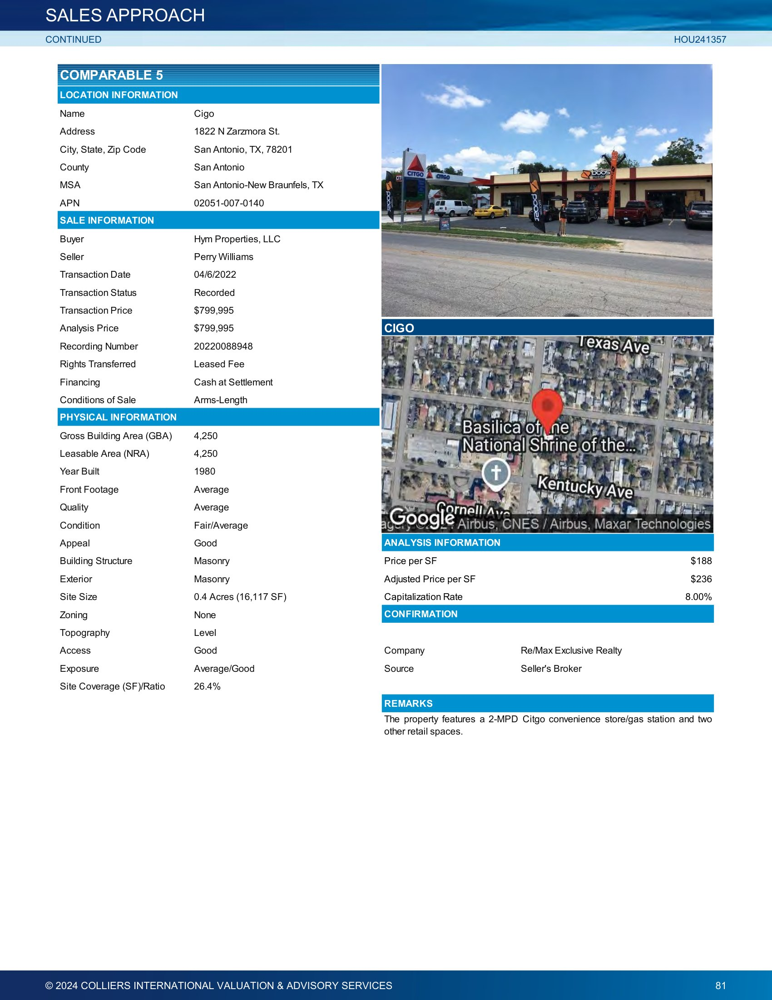 SALES APPROACH
CONTINUED HOU241357
COMPARABLE 5
LOCATION INFORMATION
Name Cigo
Address 1822 N Zarzmora St.
City, State, Zip Code San Antonio, TX, 78201
County San Antonio
MSA San Antonio-New Braunfels, TX
APN 02051-007-0140
SALE INFORMATION
Buyer Hym Properties, LLC
Seller Perry Williams
Transaction Date 04/6/2022
Transaction Status Recorded
Transaction Price $799,995
Analysis Price $799,995
Recording Number 20220088948
Rights Transferred Leased Fee
Financing Cash at Settlement
Conditions of Sale Arms-Length
PHYSICAL INFORMATION
Gross Building Area (GBA) 4,250
Leasable Area (NRA) 4,250
Year Built 1980
Front Footage Average
Quality Average
Condition Fair/Average
Appeal Good
Building Structure Masonry
Exterior Masonry
Site Size 0.4 Acres (16,117 SF)
Zoning None
Topography Level
Access Good
Exposure Average/Good
Site Coverage (SF)/Ratio 26.4%
CITGO
CITGO
boos
mobile
boost
CIGO
Texas Ave
Basilica of the
National Shrine of the...
Kentucky Ave
Cornell Ave
Google
Airbus, CNES / Airbus, Maxar Technologies
ANALYSIS INFORMATION
Price per SF $188
Adjusted Price per SF $236
Capitalization Rate 8.00%
CONFIRMATION
Company Re/Max Exclusive Realty
Source Seller's Broker
REMARKS
The property features a 2-MPD Citgo convenience store/gas station and two
other retail spaces.
© 2024 COLLIERS INTERNATIONAL VALUATION & ADVISORY SERVICES 81